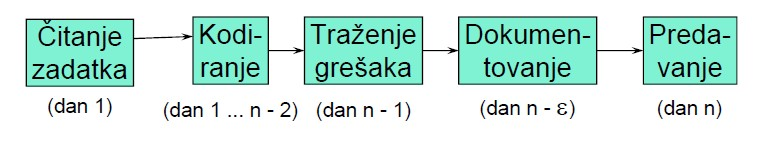 Čitanje
zadatka
(dan 1)
Kodi-
ranje
(dan 1 ... n - 2)
Traženje
grešaka
(dan n - 1)
Dokumen-
tovanje
(dan n - ε)
Preda-
vanje
(dan n)